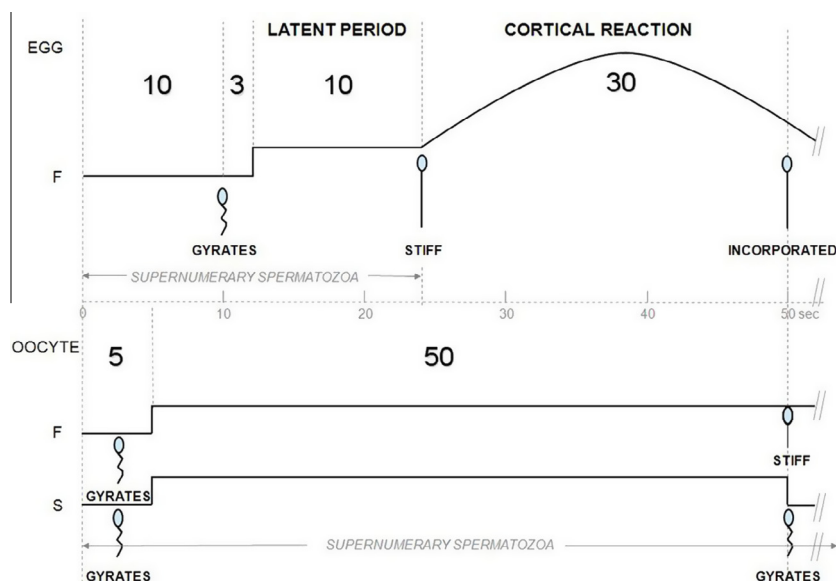 LATENT PERIOD CORTICAL REACTION
EGG
10 3 10 30
F
GYRATES STIFF INCORPORATED
SUPERNUMERARY SPERMATOZOA
0 10 20 30 40 50 sec
OOCYTE
5 50
F
STIFF
GYRATES
S
SUPERNUMERARY SPERMATOZOA
GYRATES GYRATES